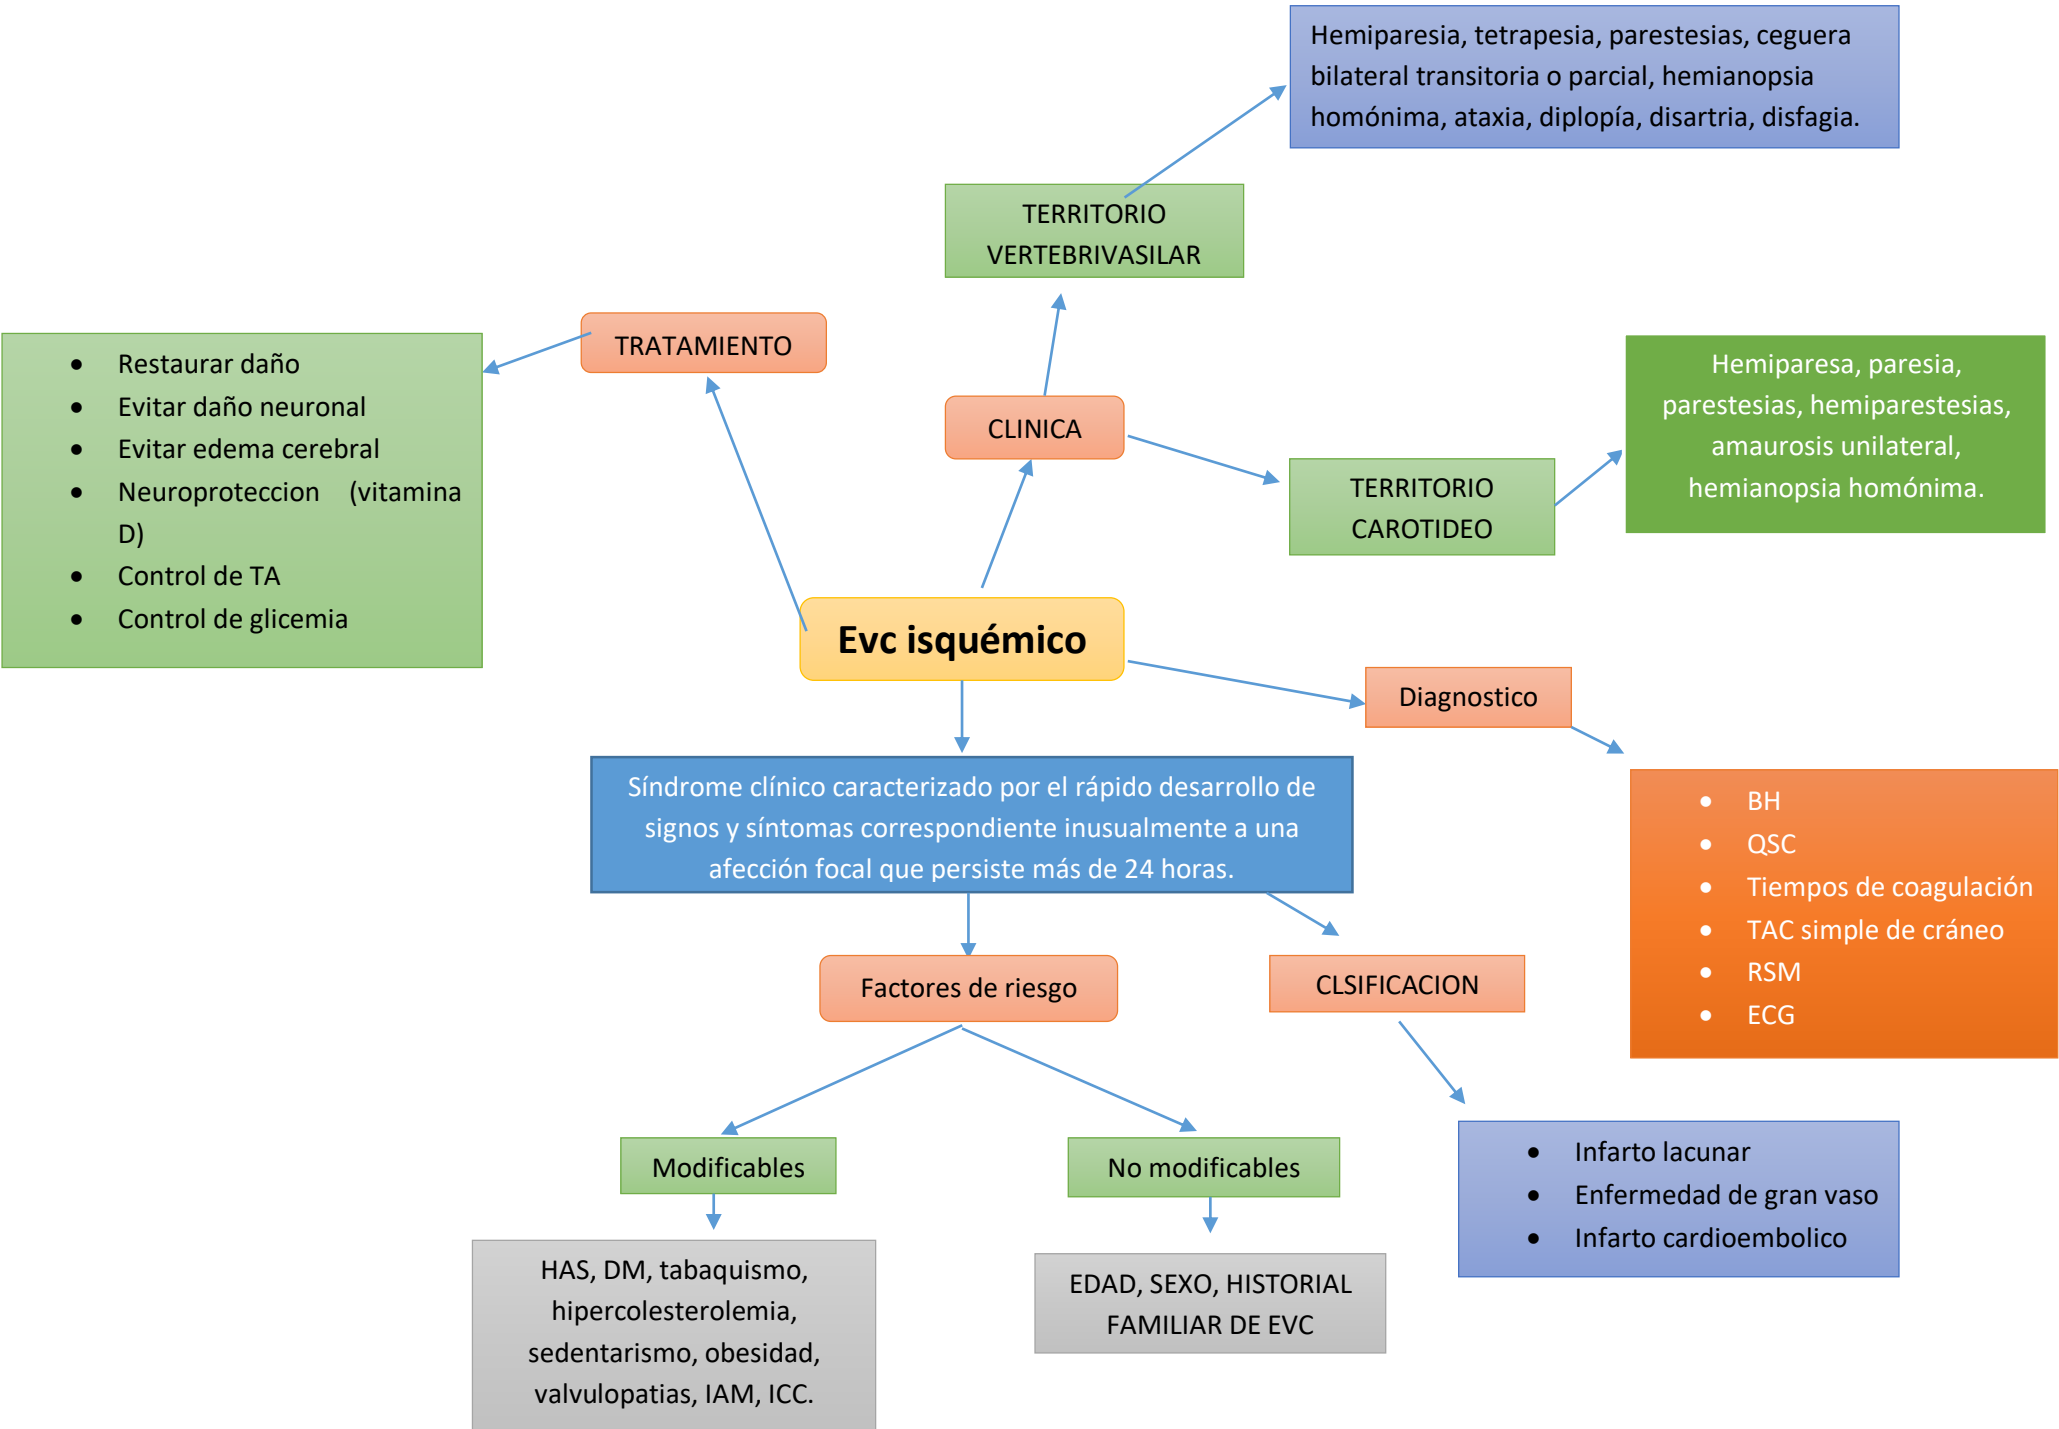 Hemiparesia, tetrapesia, parestesias, ceguera
bilateral transitoria o parcial, hemianopsia
homónima, ataxia, diplopía, disartria, disfagia.
TERRITORIO
VERTEBRIVASILAR
TRATAMIENTO
• Restaurar daño
• Evitar daño neuronal
• Evitar edema cerebral
• Neuroproteccion (vitamina
D)
• Control de TA
• Control de glicemia
CLINICA
Hemiparesa, paresia,
parestesias, hemiparestesias,
amaurosis unilateral,
hemianopsia homónima.
TERRITORIO
CAROTIDEO
Evc isquémico
Diagnostico
Síndrome clínico caracterizado por el rápido desarrollo de
signos y síntomas correspondiente inusualmente a una
afección focal que persiste más de 24 horas.
• BH
• QSC
• Tiempos de coagulación
• TAC simple de cráneo
• RSM
• ECG
Factores de riesgo
CLSIFICACION
Modificables
No modificables
• Infarto lacunar
• Enfermedad de gran vaso
• Infarto cardioembolico
HAS, DM, tabaquismo,
hipercolesterolemia,
sedentarismo, obesidad,
valvulopatias, IAM, ICC.
EDAD, SEXO, HISTORIAL
FAMILIAR DE EVC